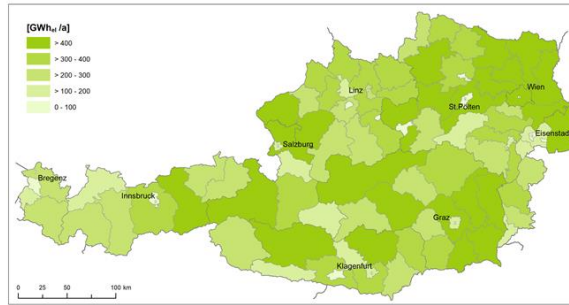 [GWhel /a]
> 400
> 300 - 400
> 200 - 300
> 100 - 200
0 - 100
Linz
Wien
St.Pölten
Eisenstadt
Salzburg
Bregenz
Innsbruck
Graz
Klagenfurt
0 25 50 100 km